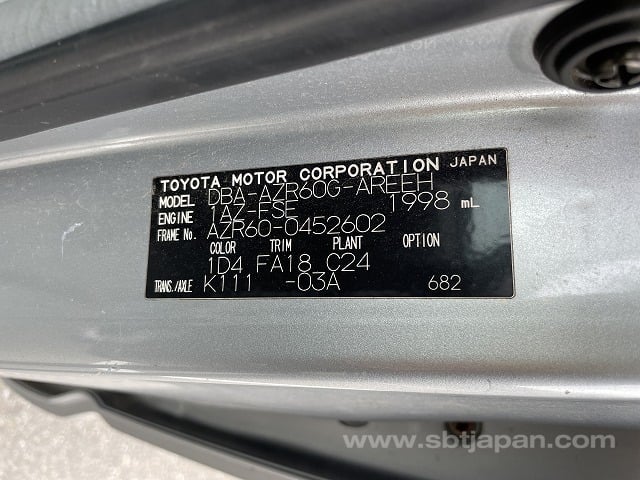 TOYOTA MOTOR CORPORATION JAPAN
MODEL DBA-AZR60G-AREEH
ENGINE 1AZ-FSE 1998 mL
FRAME No. AZR60-0452602
COLOR TRIM PLANT OPTION
1D4 FA18 C24
TRANS./AXLE K111 -03A 682
www.sbtjapan.com